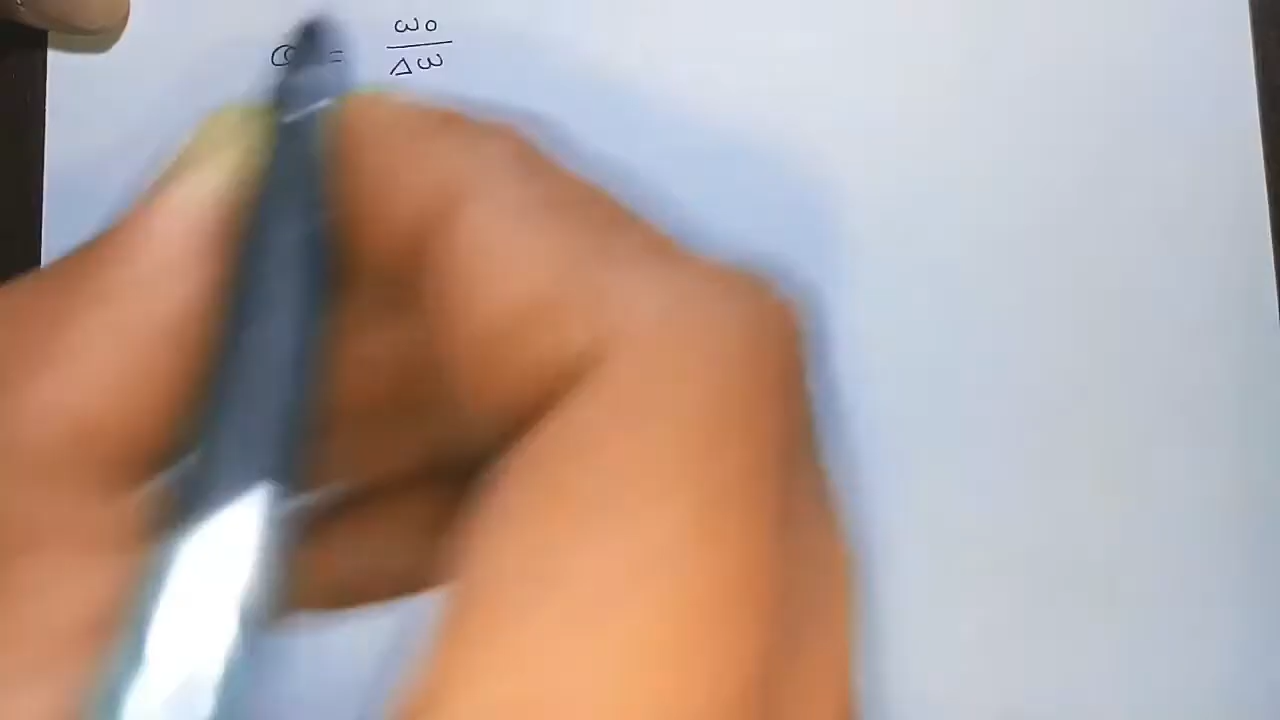 = ω0 / Δω